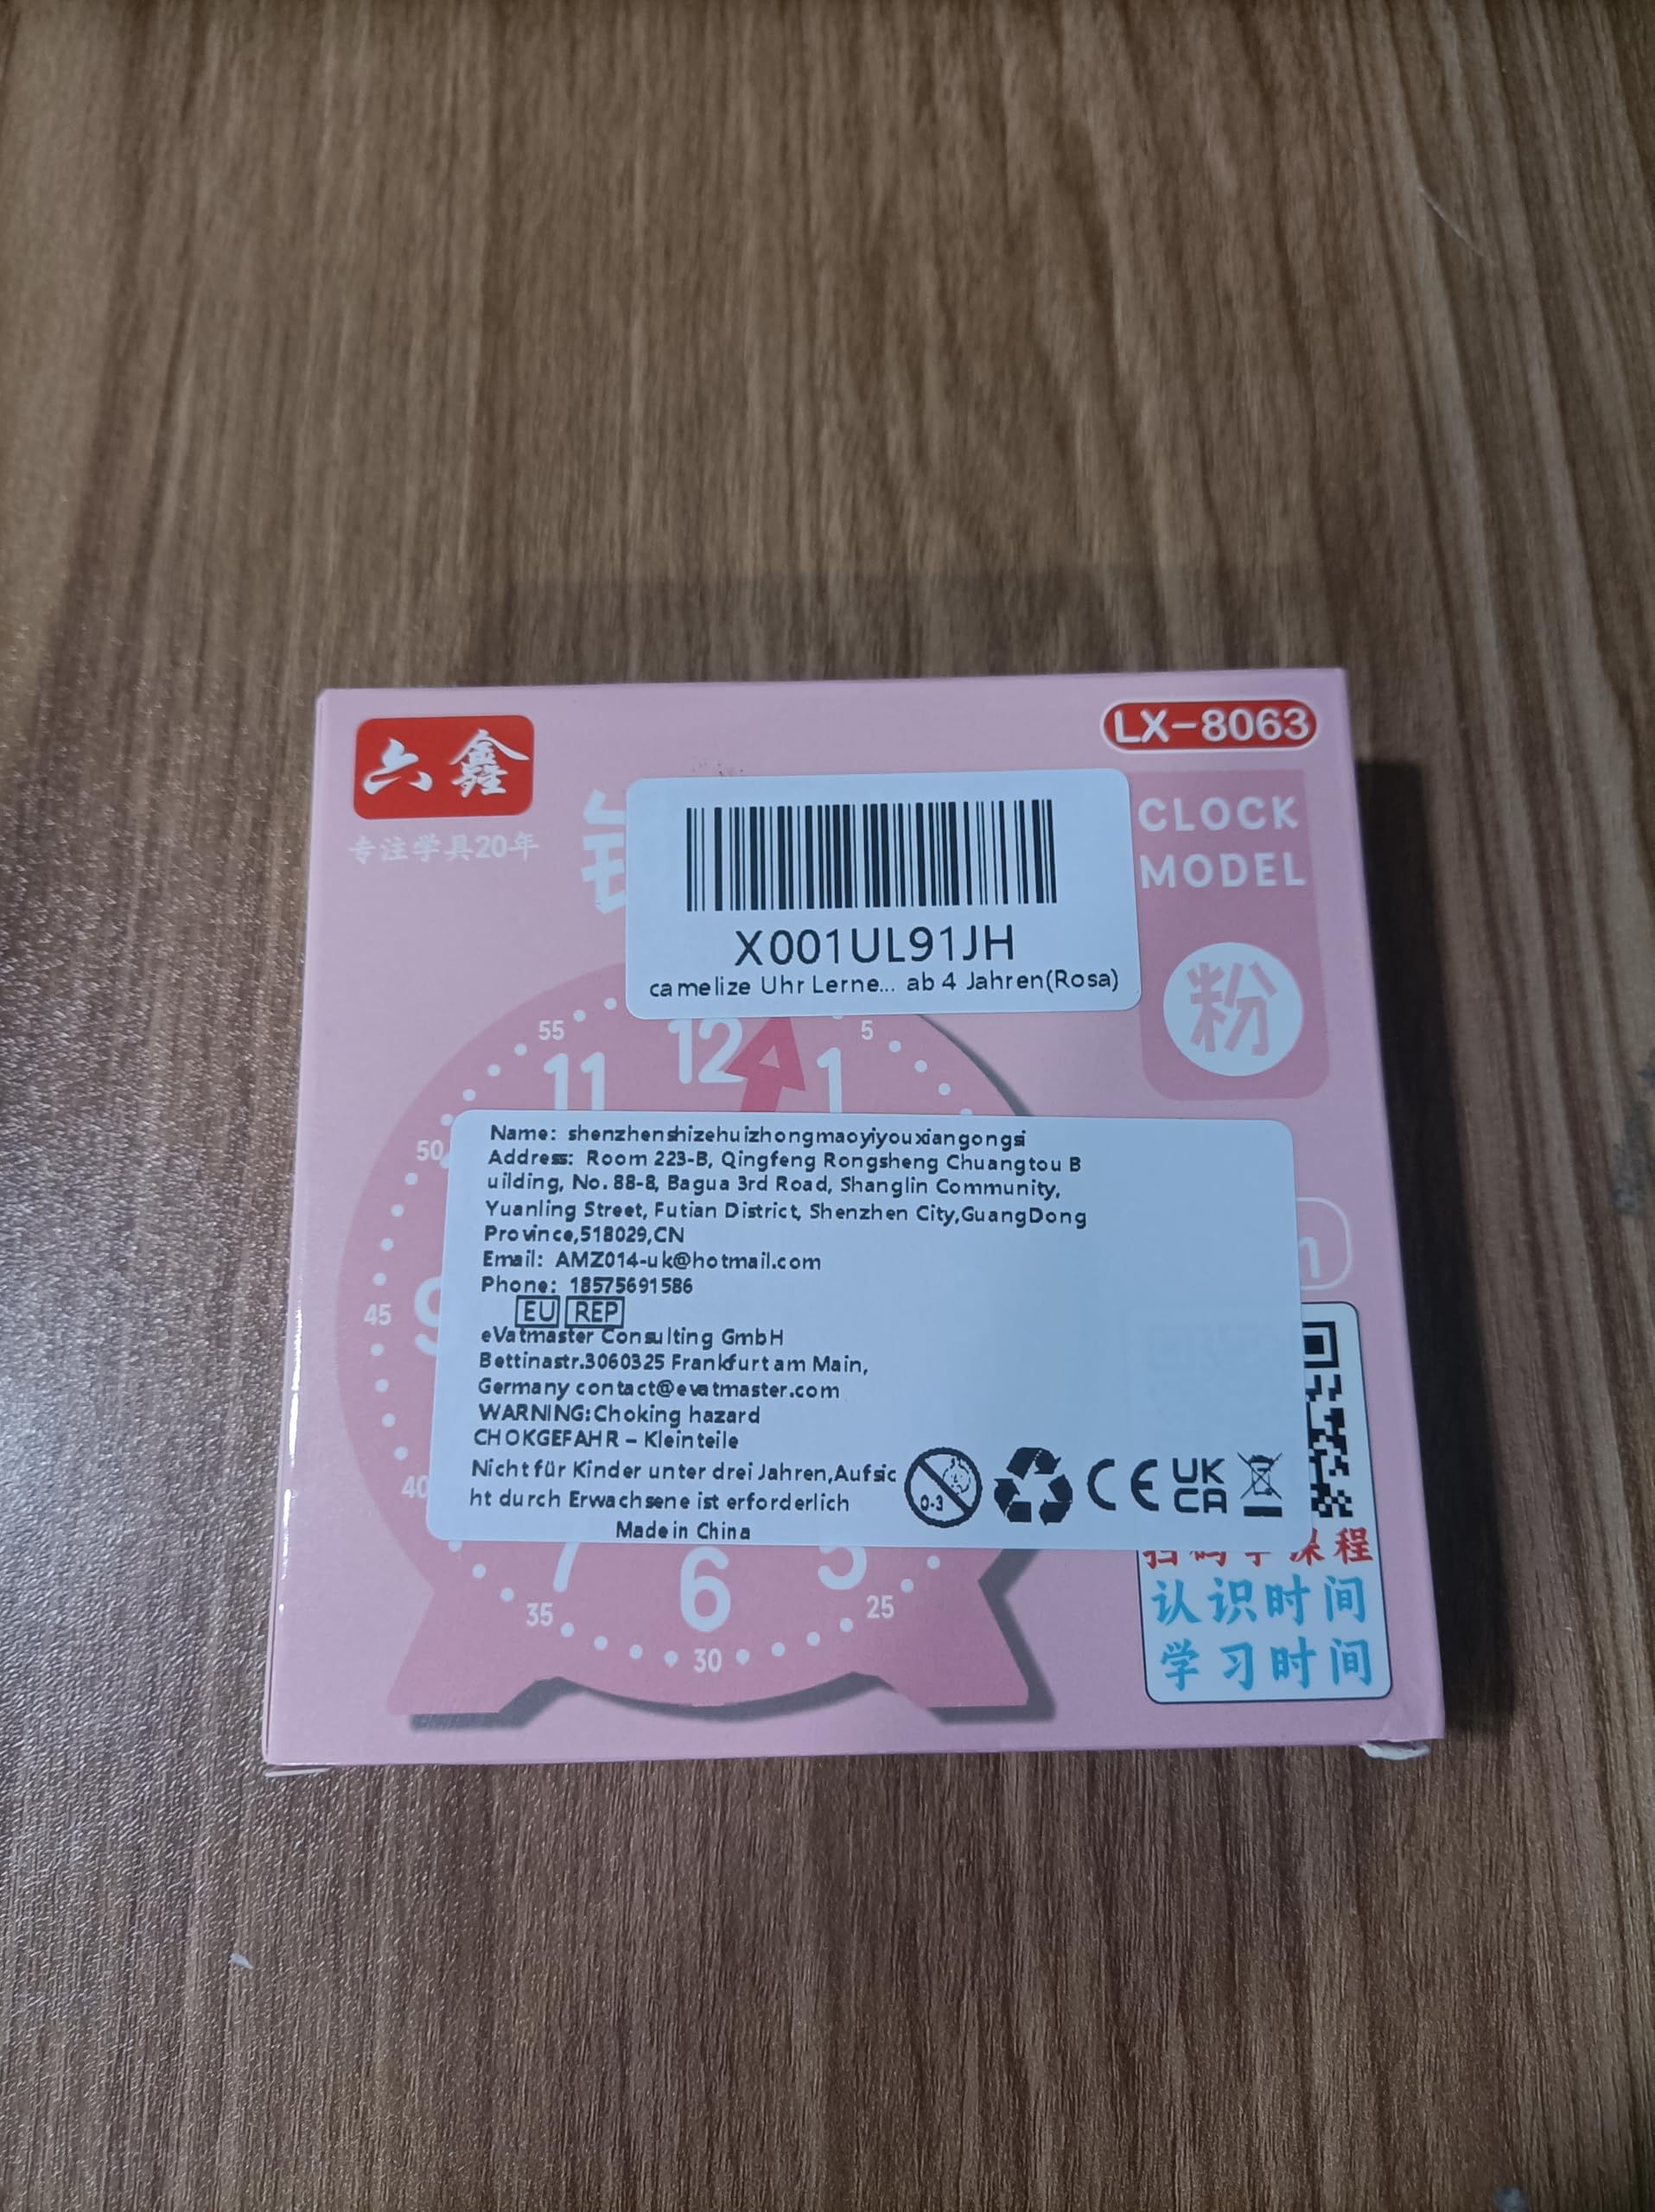 六鑫
专注学具20年
LX-8063
CLOCK
MODEL
粉
X001UL91JH
camelize Uhr Lerne... ab 4 Jahren(Rosa)
55
12
5
11
1
50
45
9
40
7
6
5
35
25
30
Name: shenzhenshizehuizhongmaoyiyouxiangongsi
Address: Room 223-B, Qingfeng Rongsheng Chuangtou B
uilding, No. 88-8, Bagua 3rd Road, Shanglin Community,
Yuanling Street, Futian District, Shenzhen City,GuangDong
Province,518029,CN
Email: AMZ014-uk@hotmail.com
Phone: 18575691586
EU REP
eVatmaster Consulting GmbH
Bettinastr.3060325 Frankfurt am Main,
Germany contact@evatmaster.com
WARNING:Choking hazard
CHOKGEFAHR – Kleinteile
Nicht für Kinder unter drei Jahren,Aufsic
ht durch Erwachsene ist erforderlich
Made in China
0-3
CE
UK
CA
扫码学课程
认识时间
学习时间